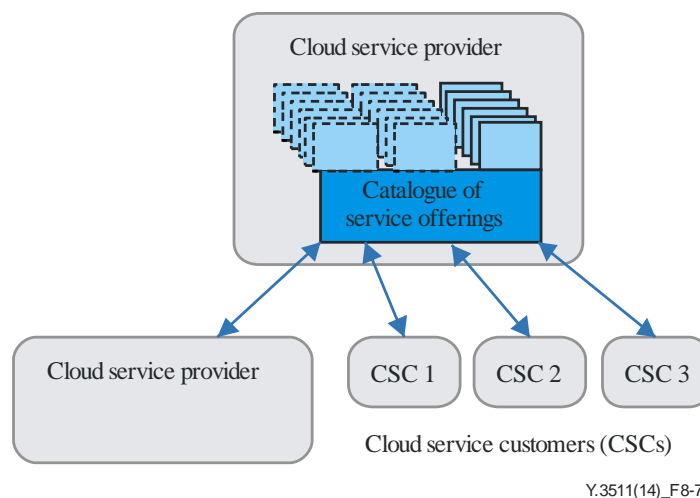 Cloud service provider
Catalogue of
service offerings
Cloud service provider
CSC 1
CSC 2
CSC 3
Cloud service customers (CSCs)
Y.3511(14)_F8-7